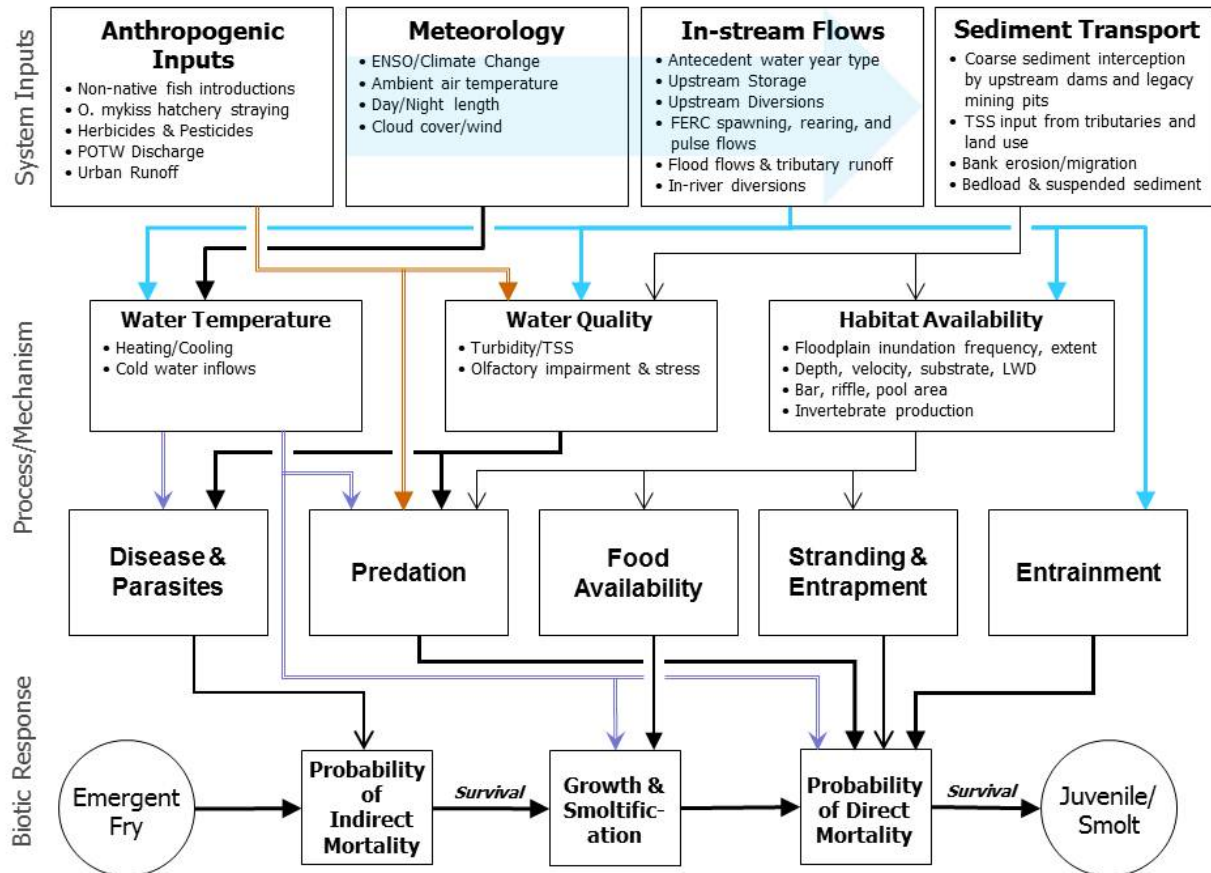 System Inputs
Anthropogenic
Inputs
• Non-native fish introductions
• O. mykiss hatchery straying
• Herbicides & Pesticides
• POTW Discharge
• Urban Runoff
Meteorology
• ENSO/Climate Change
• Ambient air temperature
• Day/Night length
• Cloud cover/wind
In-stream Flows
• Antecedent water year type
• Upstream Storage
• Upstream Diversions
• FERC spawning, rearing, and
pulse flows
• Flood flows & tributary runoff
• In-river diversions
Sediment Transport
• Coarse sediment interception
by upstream dams and legacy
mining pits
• TSS input from tributaries and
land use
• Bank erosion/migration
• Bedload & suspended sediment
Process/Mechanism
Water Temperature
• Heating/Cooling
• Cold water inflows
Water Quality
• Turbidity/TSS
• Olfactory impairment & stress
Habitat Availability
• Floodplain inundation frequency, extent
• Depth, velocity, substrate, LWD
• Bar, riffle, pool area
• Invertebrate production
Disease &
Parasites
Predation
Food
Availability
Stranding &
Entrapment
Entrainment
Biotic Response
Emergent
Fry
Probability
of
Indirect
Mortality
Survival
Growth &
Smoltific-
ation
Probability
of Direct
Mortality
Survival
Juvenile/
Smolt